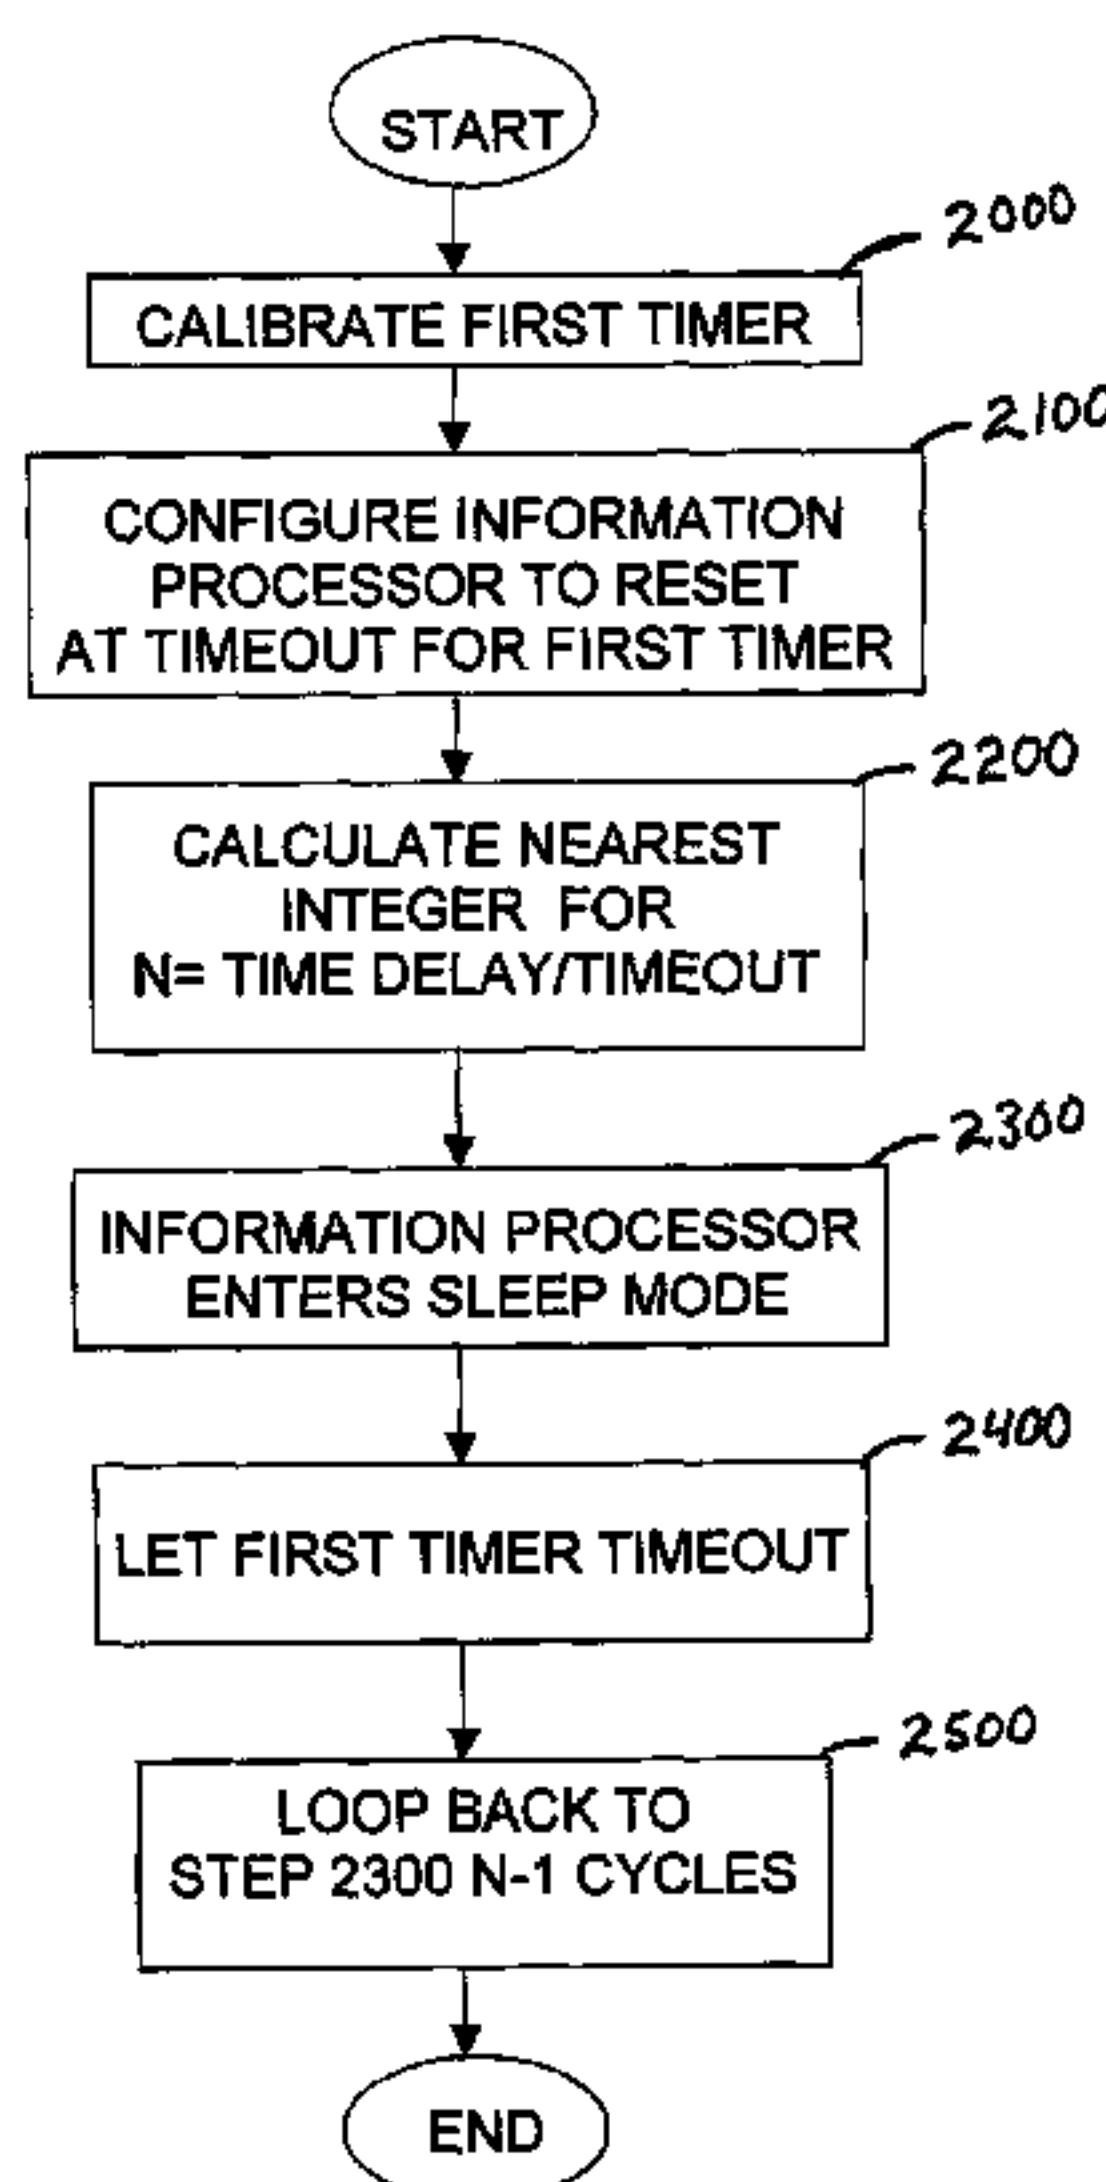 START
2000
CALIBRATE FIRST TIMER
2100
CONFIGURE INFORMATION
PROCESSOR TO RESET
AT TIMEOUT FOR FIRST TIMER
2200
CALCULATE NEAREST
INTEGER FOR
N= TIME DELAY/TIMEOUT
2300
INFORMATION PROCESSOR
ENTERS SLEEP MODE
2400
LET FIRST TIMER TIMEOUT
2500
LOOP BACK TO
STEP 2300 N-1 CYCLES
END